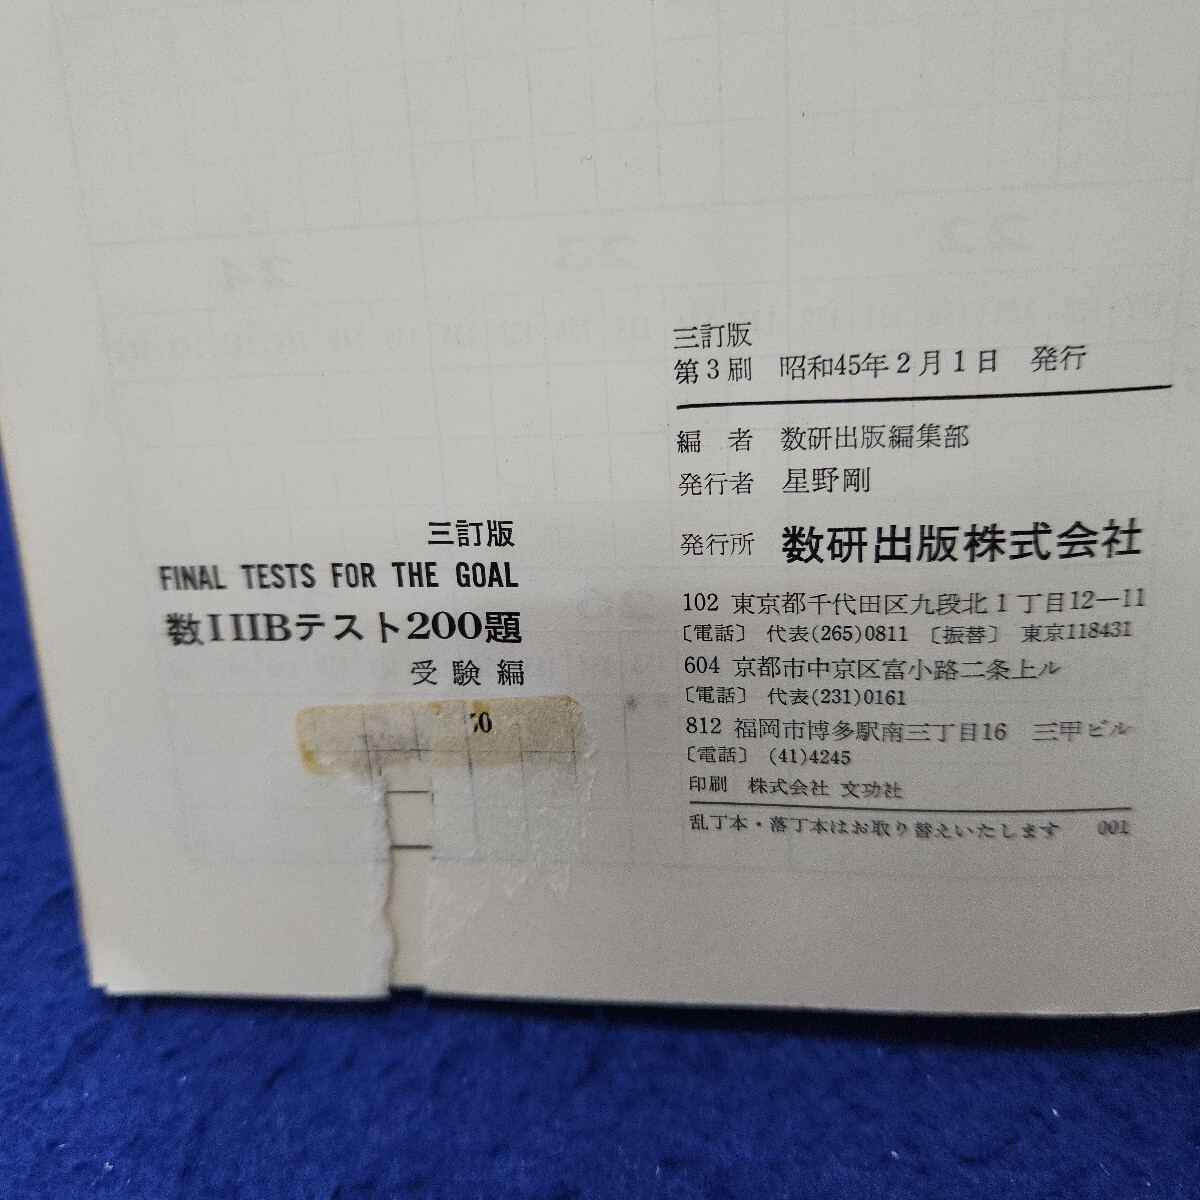 三訂版
第3刷 昭和45年2月1日 発行
編 者 数研出版編集部
発行者 星野剛
発行所 数研出版株式会社
102 東京都千代田区九段北1丁目12―11
〔電話〕 代表(265)0811 〔振替〕 東京118431
604 京都市中京区富小路二条上ル
〔電話〕 代表(231)0161
812 福岡市博多駅南三丁目16 三甲ビル
〔電話〕 (41)4245
印刷 株式会社 文功社
乱丁本・落丁本はお取り替えいたします 001
三訂版
FINAL TESTS FOR THE GOAL
数ⅠⅡBテスト200題
受験編